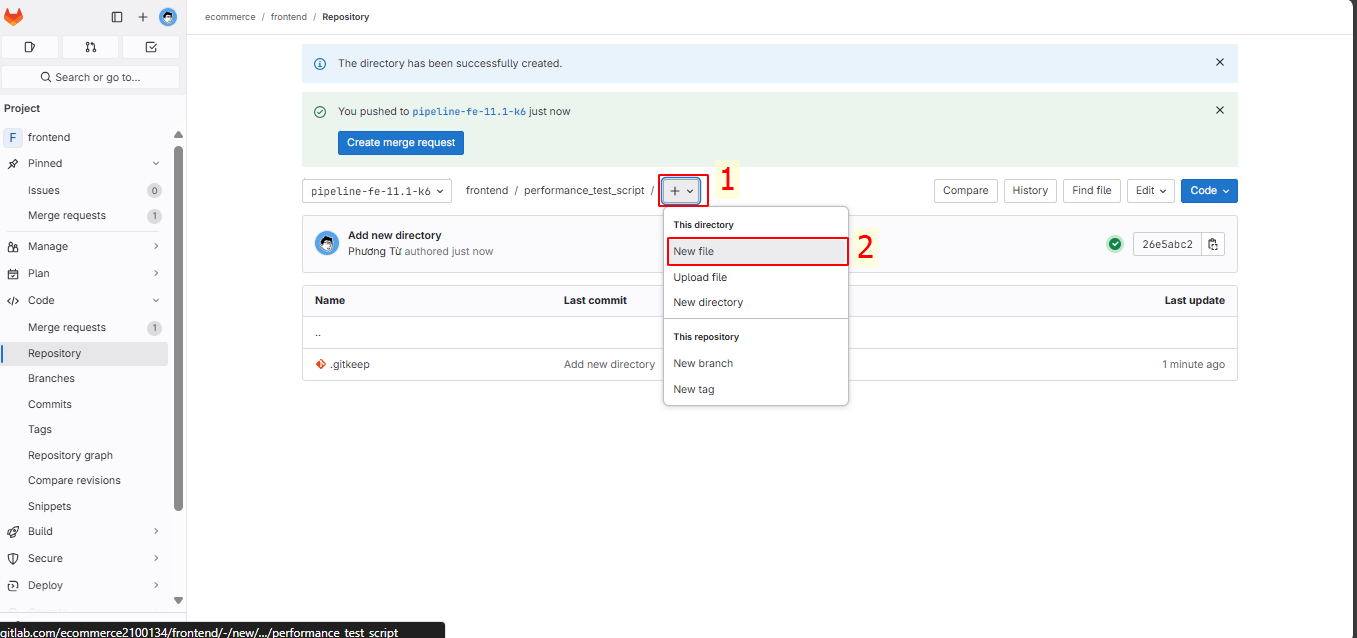 ecommerce / frontend / Repository
Search or go to...
Project
F frontend
Pinned
Issues 0
Merge requests 1
Manage
Plan
Code
Merge requests 1
Repository
Branches
Commits
Tags
Repository graph
Compare revisions
Snippets
Build
Secure
Deploy
The directory has been successfully created.
You pushed to pipeline-fe-11.1-k6 just now
Create merge request
pipeline-fe-11.1-k6 frontend / performance_test_script / + 1
Compare History Find file Edit Code
Add new directory
Phương Từ authored just now
26e5abc2
This directory
New file 2
Upload file
New directory
This repository
New branch
New tag
Name Last commit Last update
..
.gitkeep Add new directory 1 minute ago
gitlab.com/ecommerce2100134/frontend/-/new/.../performance_test_script